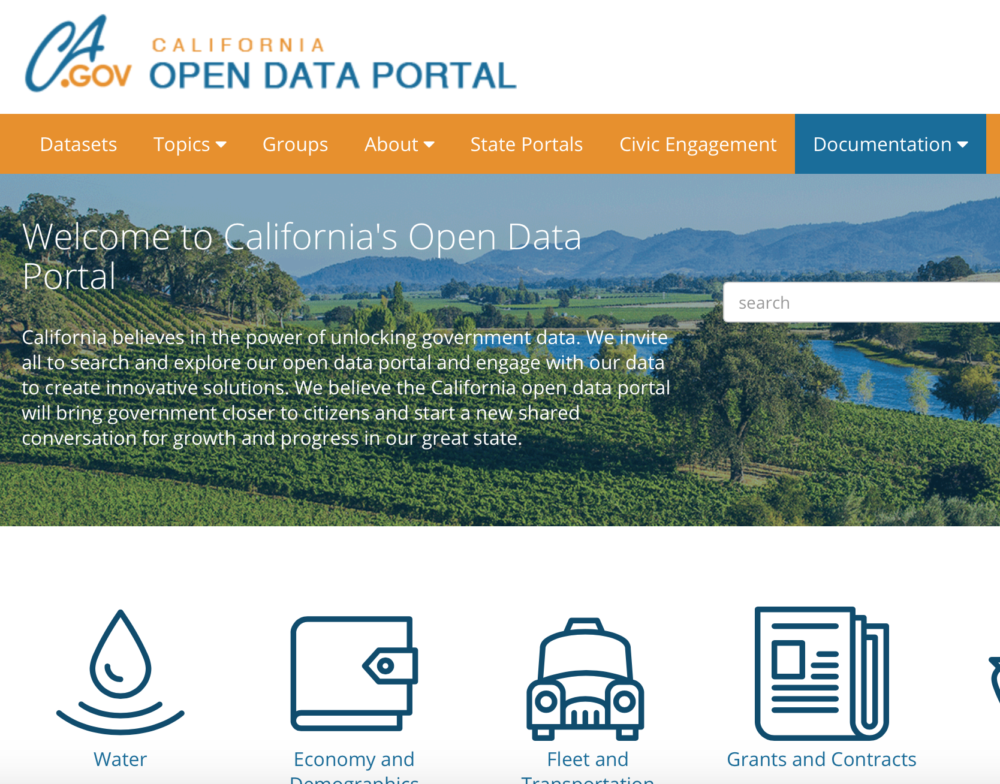 CA.GOV
CALIFORNIA
OPEN DATA PORTAL
Datasets Topics Groups About State Portals Civic Engagement Documentation
Welcome to California's Open Data
Portal
search
California believes in the power of unlocking government data. We invite
all to search and explore our open data portal and engage with our data
to create innovative solutions. We believe the California open data portal
will bring government closer to citizens and start a new shared
conversation for growth and progress in our great state.
Water
Economy and
Demographics
Fleet and
Transportation
Grants and Contracts